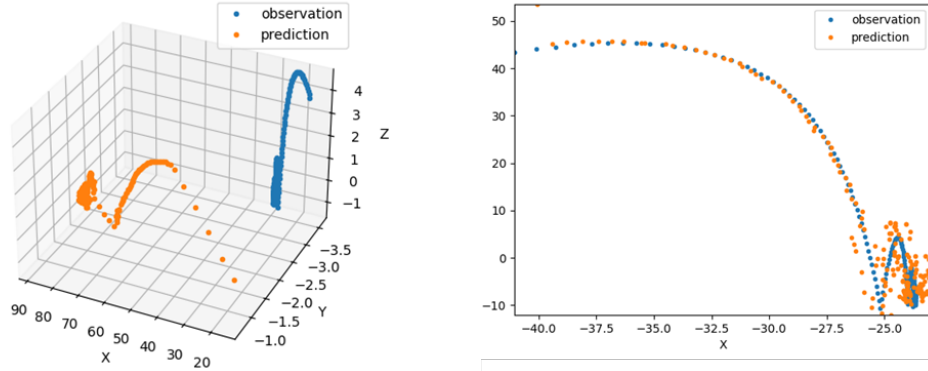 observation
prediction
4
3
2
1
0
−1
Z
−3.5
−3.0
−2.5
−2.0
−1.5
−1.0
Y
90 80 70 60 50 40 30 20
X
observation
prediction
50
40
30
20
10
0
−10
−40.0 −37.5 −35.0 −32.5 −30.0 −27.5 −25.0
X